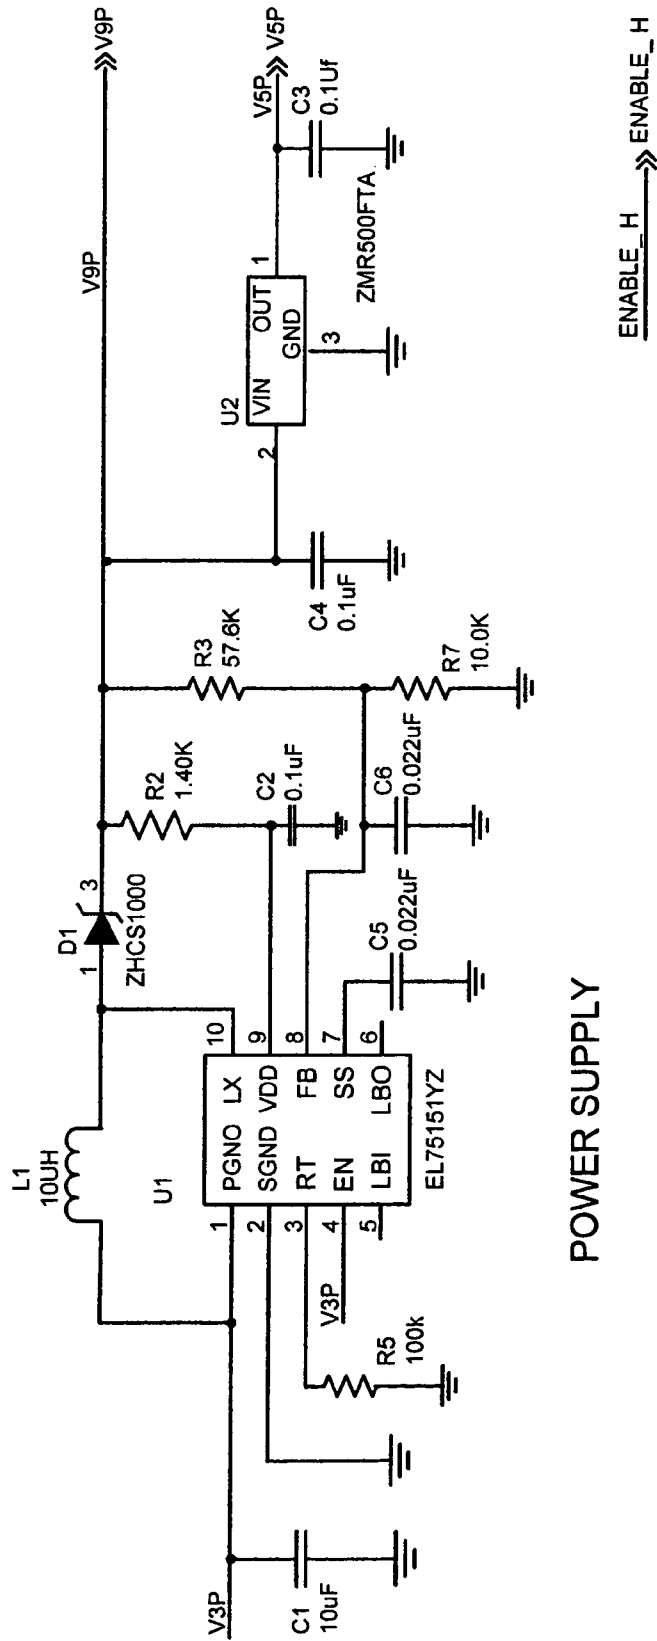 V9P
V9P
L1
10UH
D1
1
3
ZHCS1000
R2
1.40K
R3
57.6K
U2
VIN
OUT
GND
2
1
3
V5P
V5P
C3
0.1Uf
ZMR500FTA
C4
0.1uF
U1
1
PGNO
LX
10
2
SGND
VDD
9
3
RT
FB
8
4
EN
SS
7
5
LBI
LBO
6
EL75151YZ
C2
0.1uF
C6
0.022uF
R7
10.0K
C5
0.022uF
V3P
V3P
C1
10uF
R5
100k
ENABLE_H
ENABLE_H
POWER SUPPLY